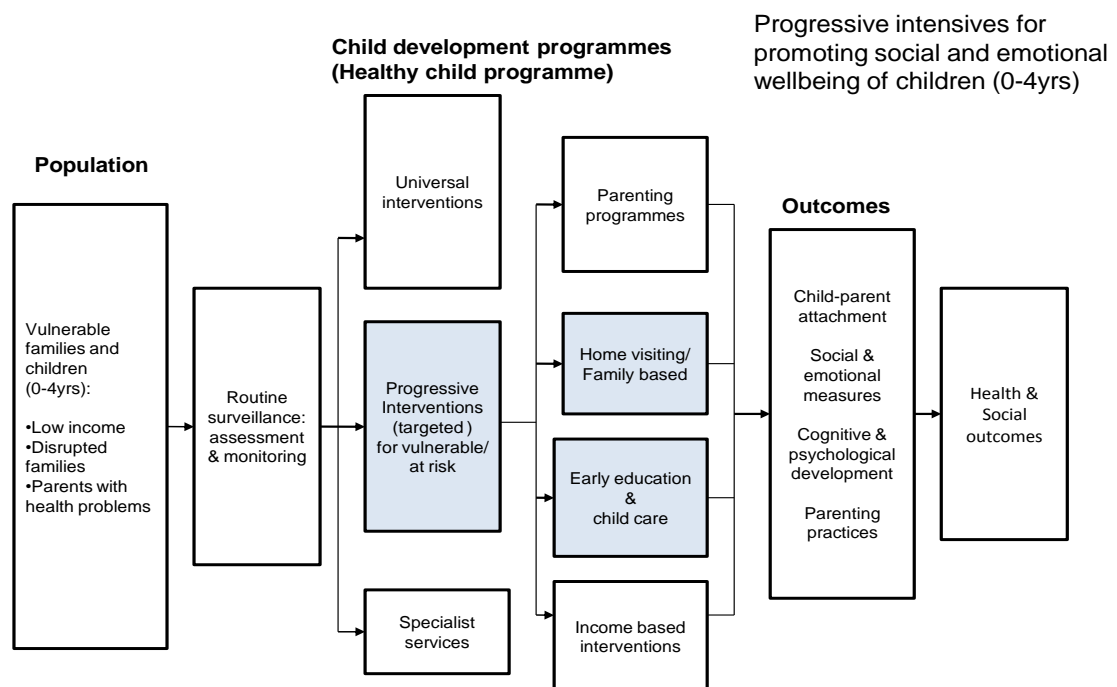 Progressive intensives for
promoting social and emotional
wellbeing of children (0-4yrs)
Child development programmes
(Healthy child programme)
Population
Vulnerable
families and
children
(0-4yrs):
•Low income
•Disrupted
families
•Parents with
health problems
Routine
surveillance:
assessment
& monitoring
Universal
interventions
Progressive
Interventions
(targeted )
for vulnerable/
at risk
Specialist
services
Parenting
programmes
Home visiting/
Family based
Early education
&
child care
Income based
interventions
Outcomes
Child-parent
attachment
Social &
emotional
measures
Cognitive &
psychological
development
Parenting
practices
Health &
Social
outcomes